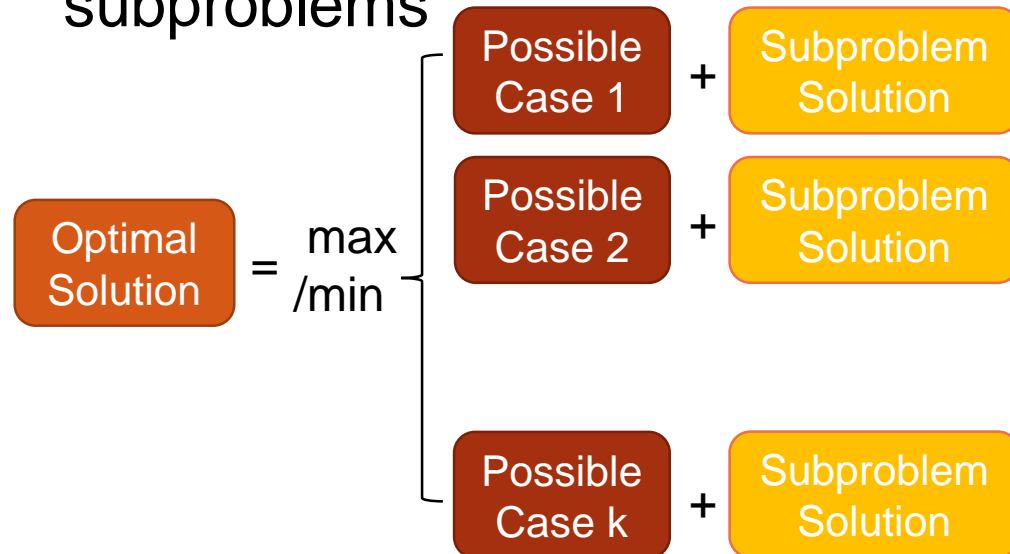 subproblems
Possible
Case 1
+
Subproblem
Solution
Possible
Case 2
+
Subproblem
Solution
Optimal
Solution
=
max
/min
Possible
Case k
+
Subproblem
Solution